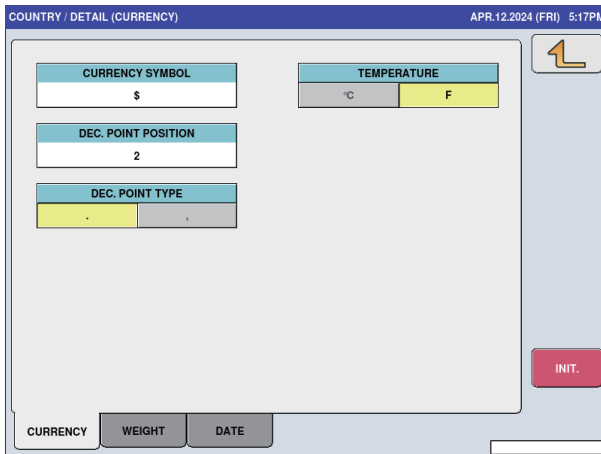 COUNTRY / DETAIL (CURRENCY) APR.12.2024 (FRI) 5:17PM
CURRENCY SYMBOL
$
TEMPERATURE
°C F
DEC. POINT POSITION
2
DEC. POINT TYPE
. ,
INIT.
CURRENCY WEIGHT DATE